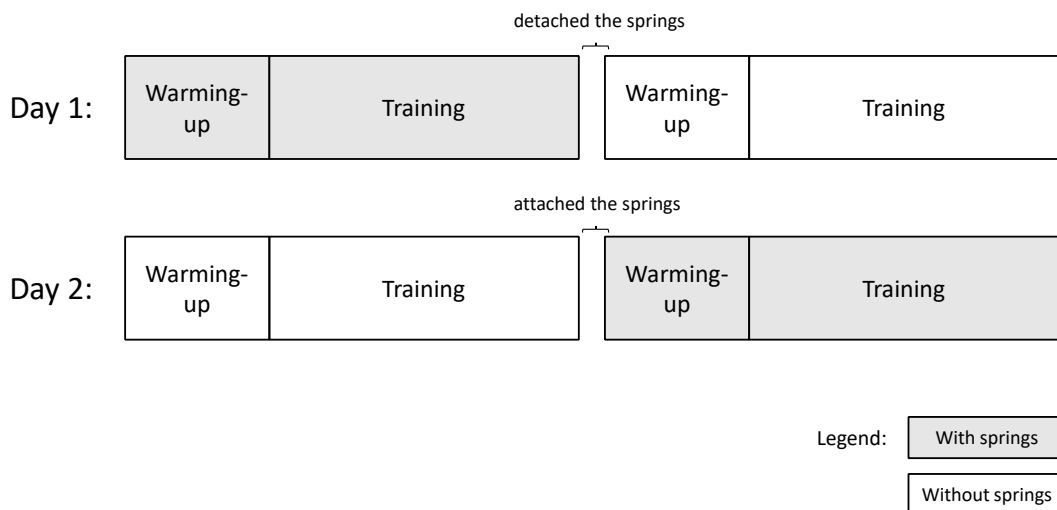 detached the springs
Day 1:
Warming-
up
Training
Warming-
up
Training
attached the springs
Day 2:
Warming-
up
Training
Warming-
up
Training
Legend:
With springs
Without springs